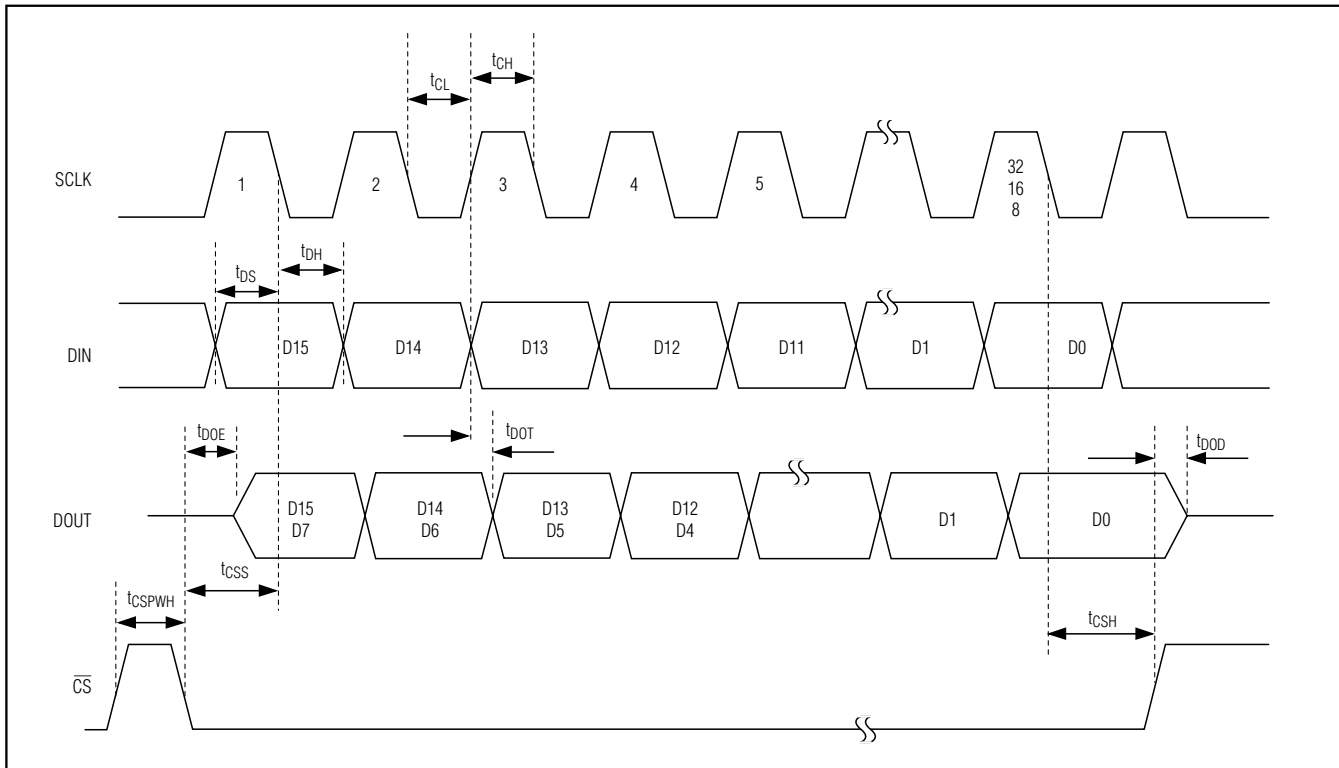 tCL
tCH
SCLK
1
2
3
4
5
32
16
8
tDS
tDH
DIN
D15
D14
D13
D12
D11
D1
D0
tDOE
tDOT
tDOD
DOUT
D15
D7
D14
D6
D13
D5
D12
D4
D1
D0
tCSS
tCSPWH
tCSH
CS